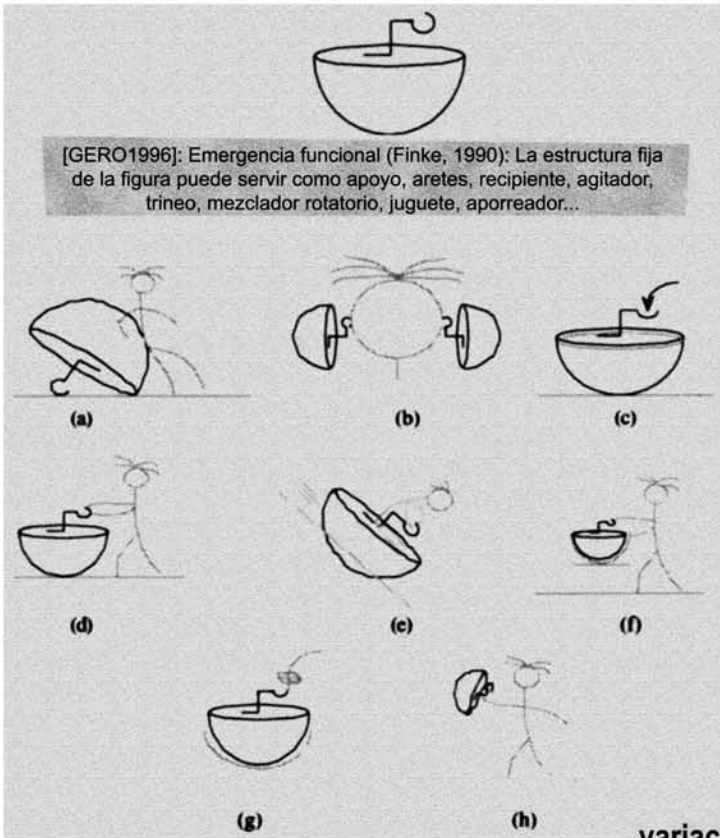 [GERO1996]: Emergencia funcional (Finke, 1990): La estructura fija
de la figura puede servir como apoyo, aretes, recipiente, agitador,
trineo, mezclador rotatorio, juguete, aporreador...
(a)
(b)
(c)
(d)
(e)
(f)
(g)
(h)